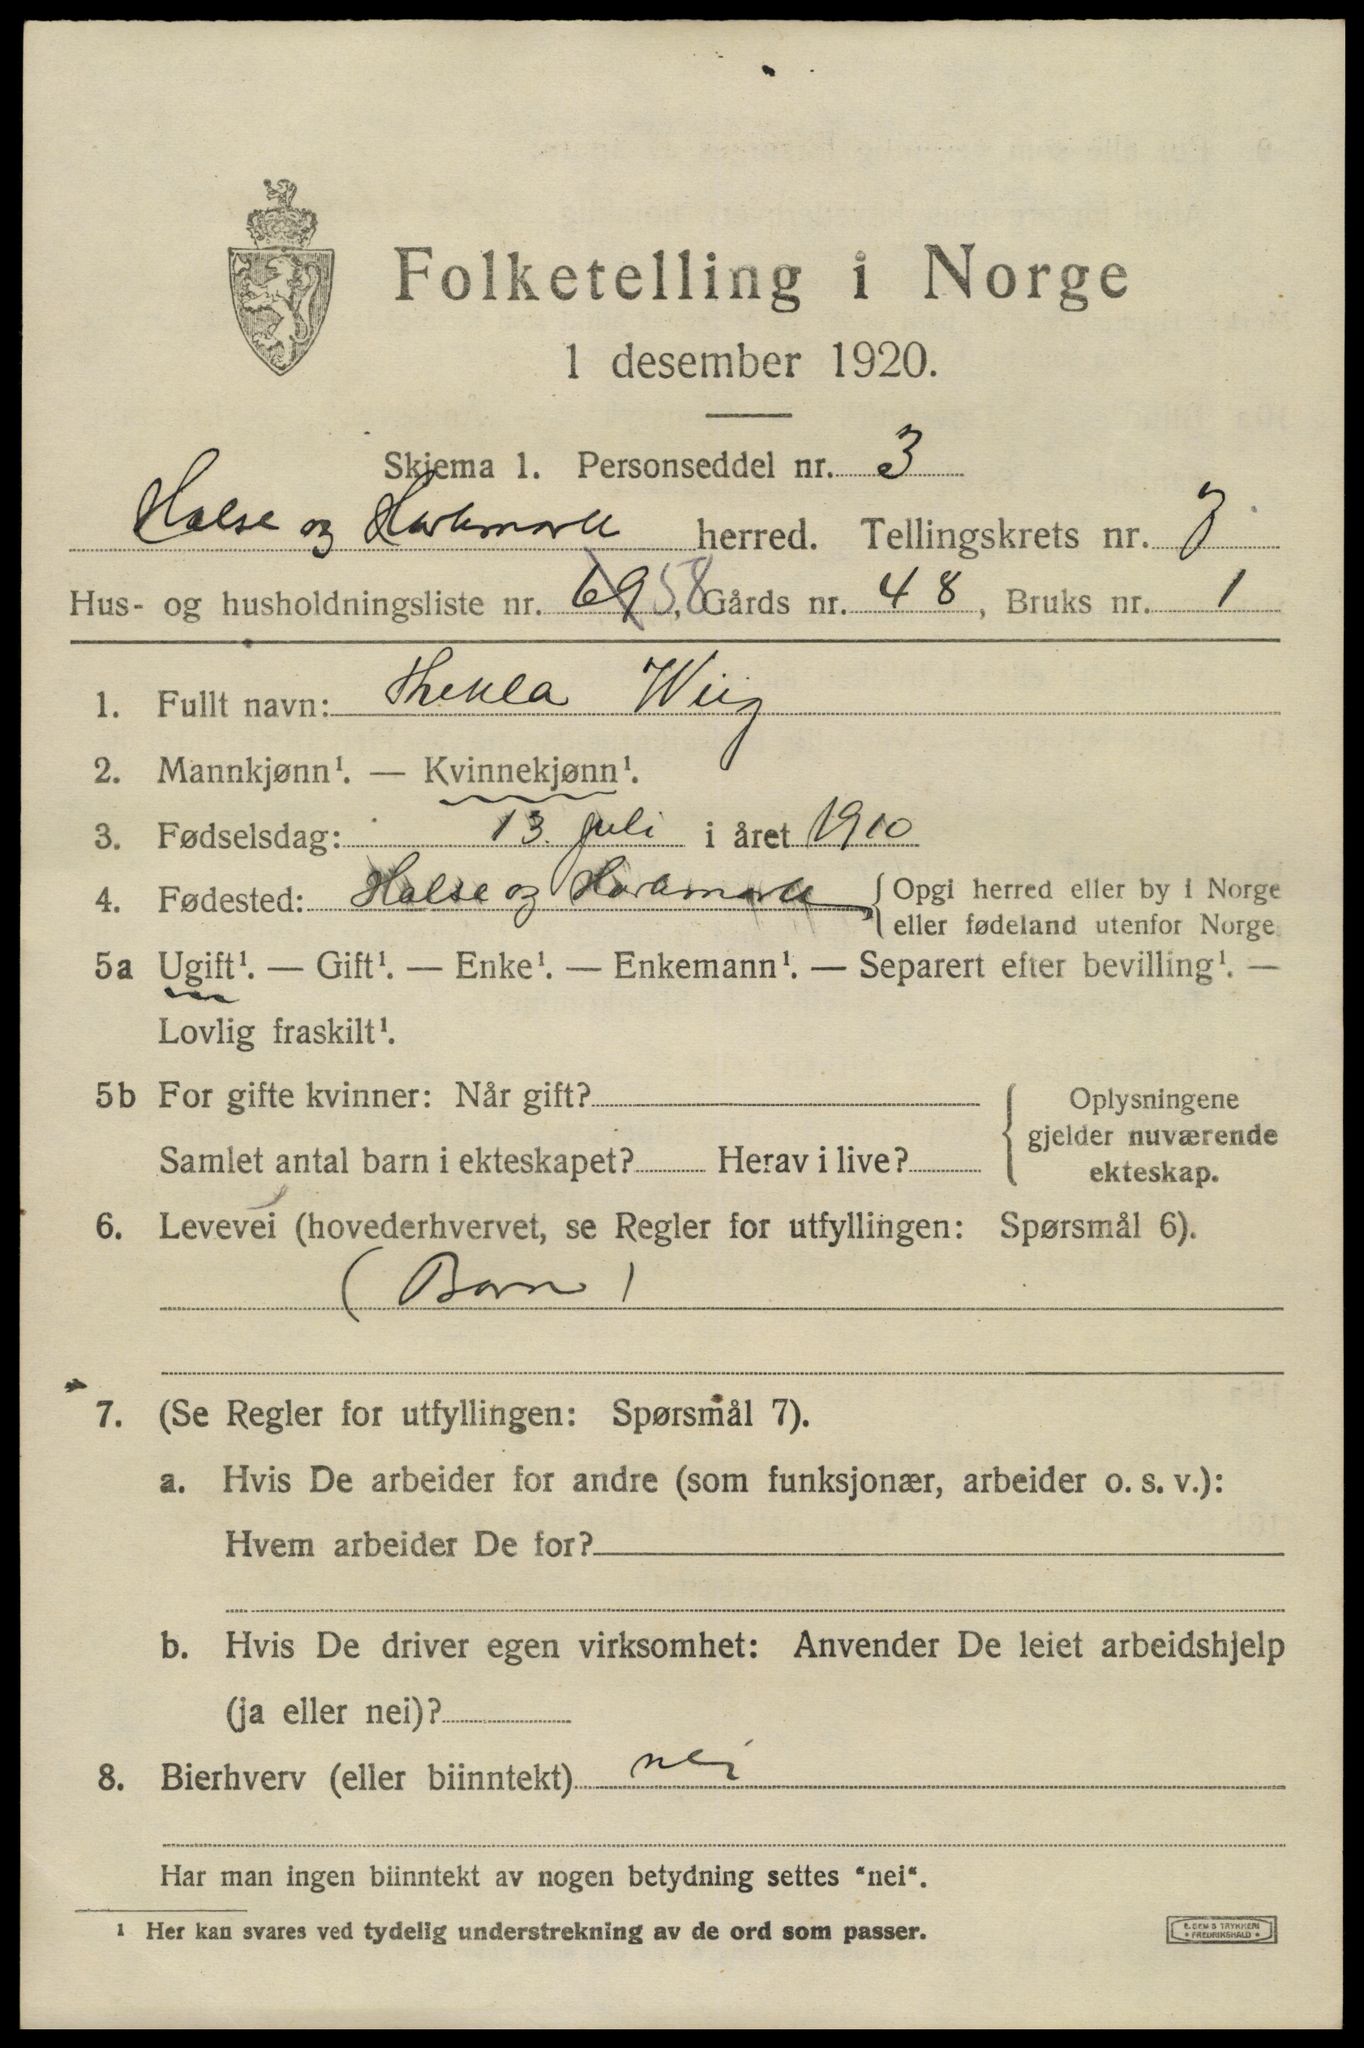 Folketelling i Norge
1 desember 1920.
Skjema 1. Personseddel nr. 3
Halse og Harkmark herred. Tellingskrets nr. 7
Hus- og husholdningsliste nr. 69 58, Gårds nr. 48, Bruks nr. 1
1. Fullt navn: Thekla Wiig
2. Mannkjønn¹. — Kvinnekjønn¹.
3. Fødselsdag: 13. juli i året 1910
4. Fødested: Halse og Harkmark { Opgi herred eller by i Norge
eller fødeland utenfor Norge
5a Ugift¹. — Gift¹. — Enke¹. — Enkemann¹. — Separert efter bevilling¹. —
Lovlig fraskilt¹.
5b For gifte kvinner: Når gift?
Samlet antal barn i ekteskapet? Herav i live?
Oplysningene
gjelder nuværende
ekteskap.
6. Levevei (hovederhvervet, se Regler for utfyllingen: Spørsmål 6).
(Barn)
7. (Se Regler for utfyllingen: Spørsmål 7).
a. Hvis De arbeider for andre (som funksjonær, arbeider o. s. v.):
Hvem arbeider De for?
b. Hvis De driver egen virksomhet: Anvender De leiet arbeidshjelp
(ja eller nei)?
8. Bierhverv (eller biinntekt) nei
Har man ingen biinntekt av nogen betydning settes "nei".
¹ Her kan svares ved tydelig understrekning av de ord som passer.
E. SEM'S TRYKKERI
* FREDRIKSHALD *